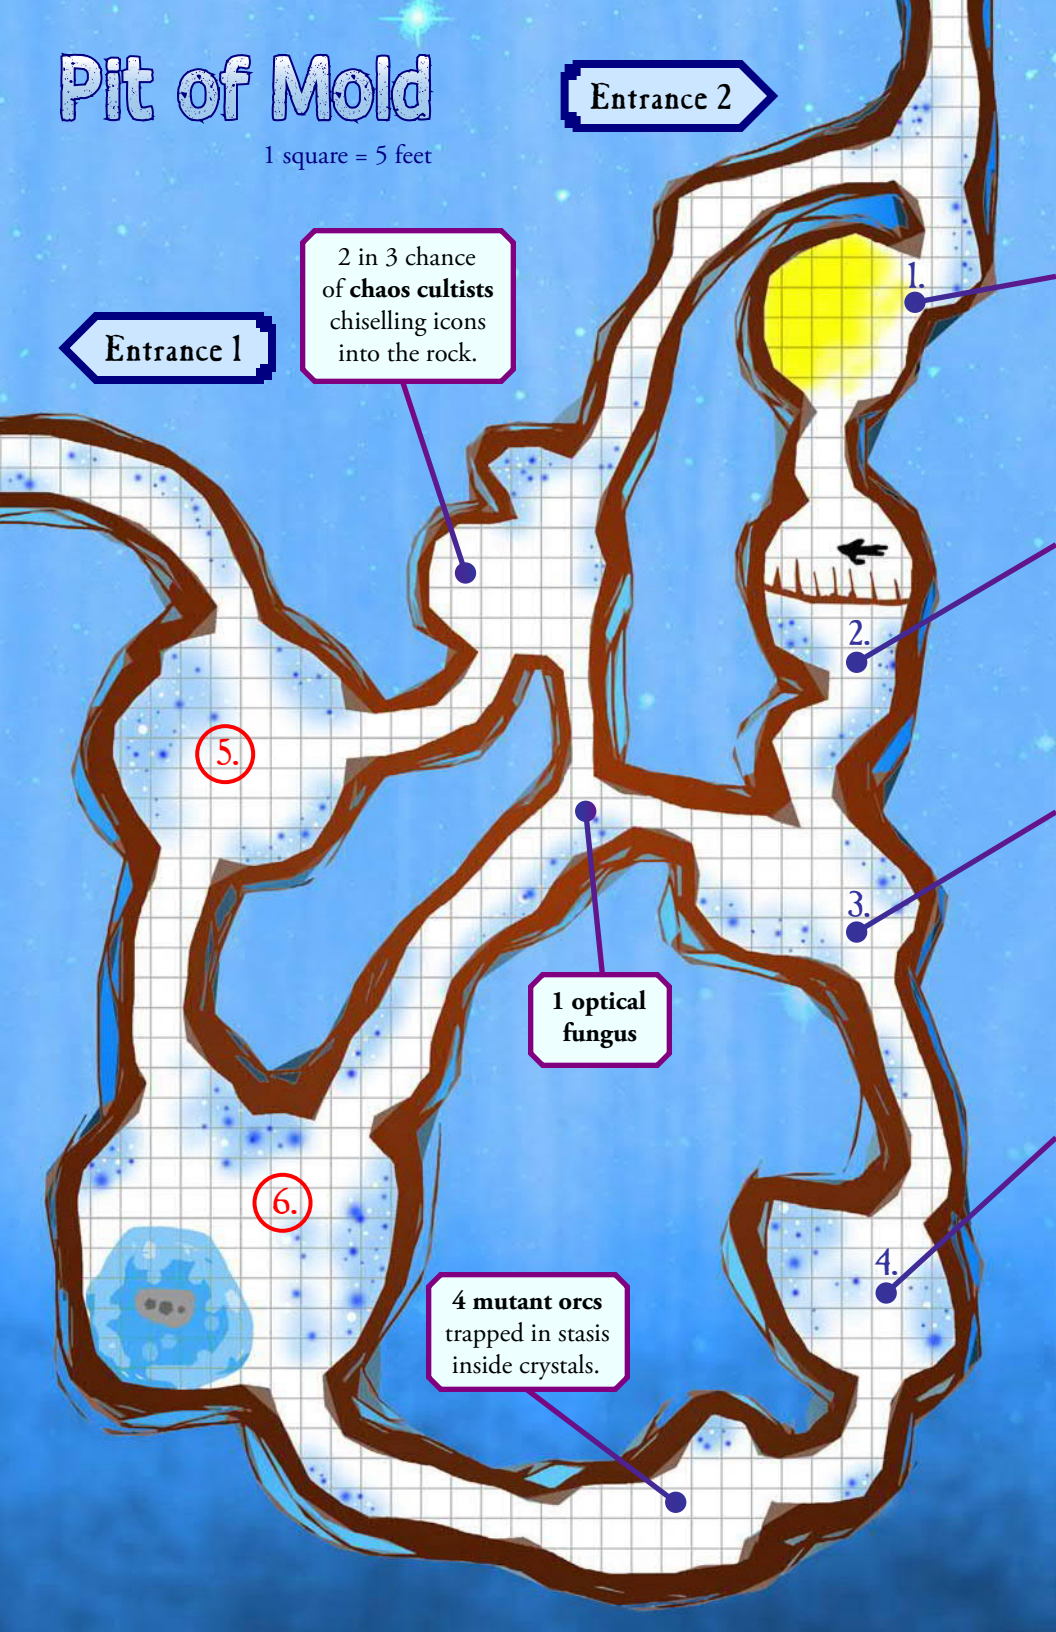 Pit of Mold
1 square = 5 feet
Entrance 2
2 in 3 chance
of chaos cultists
chiselling icons
into the rock.
Entrance 1
1.
2.
5.
3.
1 optical
fungus
6.
4.
4 mutant orcs
trapped in stasis
inside crystals.